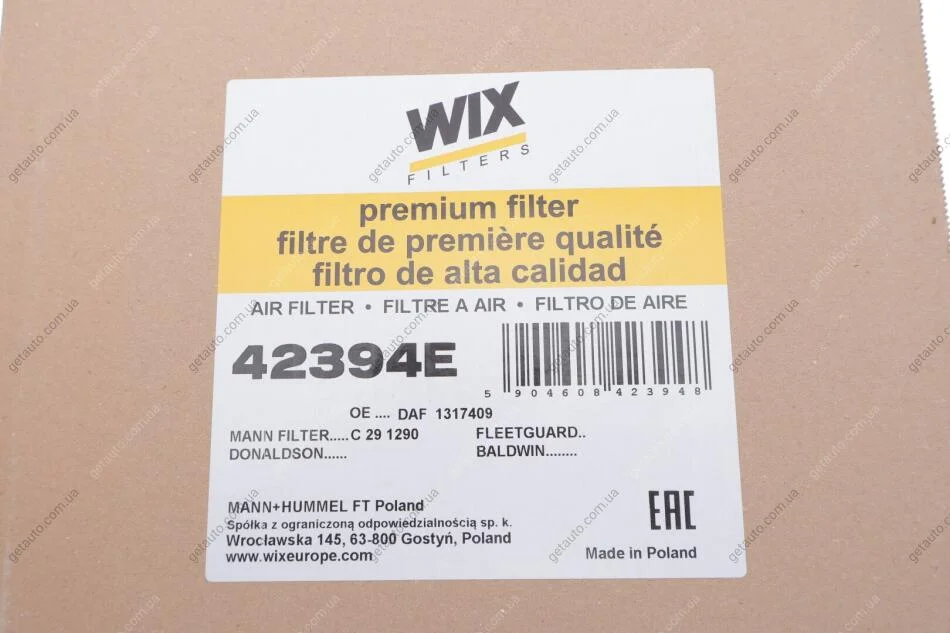 WIX
FILTERS
premium filter
filtre de première qualité
filtro de alta calidad
AIR FILTER • FILTRE A AIR • FILTRO DE AIRE
42394E
5 904608 423948
OE .... DAF 1317409
MANN FILTER.....C 29 1290 FLEETGUARD..
DONALDSON...... BALDWIN........
MANN+HUMMEL FT Poland
Spółka z ograniczoną odpowiedzialnością sp. k.
Wrocławska 145, 63-800 Gostyń, Poland
www.wixeurope.com
EAC
Made in Poland
getauto.com.ua